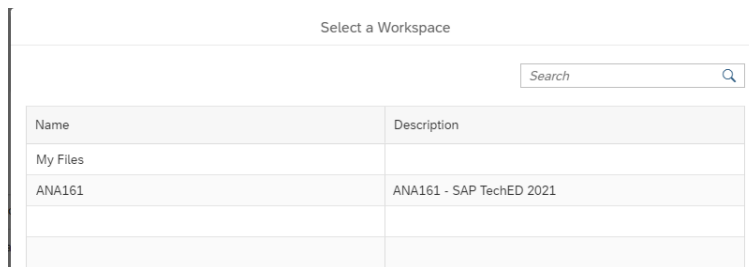 Select a Workspace
Search
Name Description
My Files
ANA161 ANA161 - SAP TechED 2021